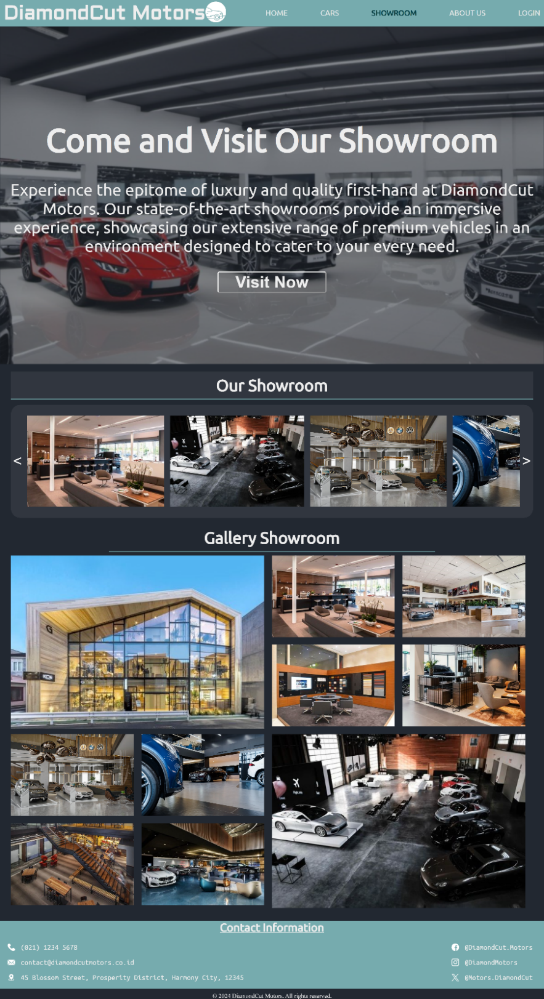 DiamondCut Motors
HOME
CARS
SHOWROOM
ABOUT US
LOGIN
Come and Visit Our Showroom
Experience the epitome of luxury and quality first-hand at DiamondCut
Motors. Our state-of-the-art showrooms provide an immersive
experience, showcasing our extensive range of premium vehicles in an
environment designed to cater to your every need.
Visit Now
Our Showroom
<
>
Gallery Showroom
G
Contact Information
(021) 1234 5678
contact@diamondcutmotors.co.id
45 Blossom Street, Prosperity District, Harmony City, 12345
@DiamondCut.Motors
@DiamondMotors
@Motors.DiamondCut
© 2024 DiamondCut Motors. All rights reserved.